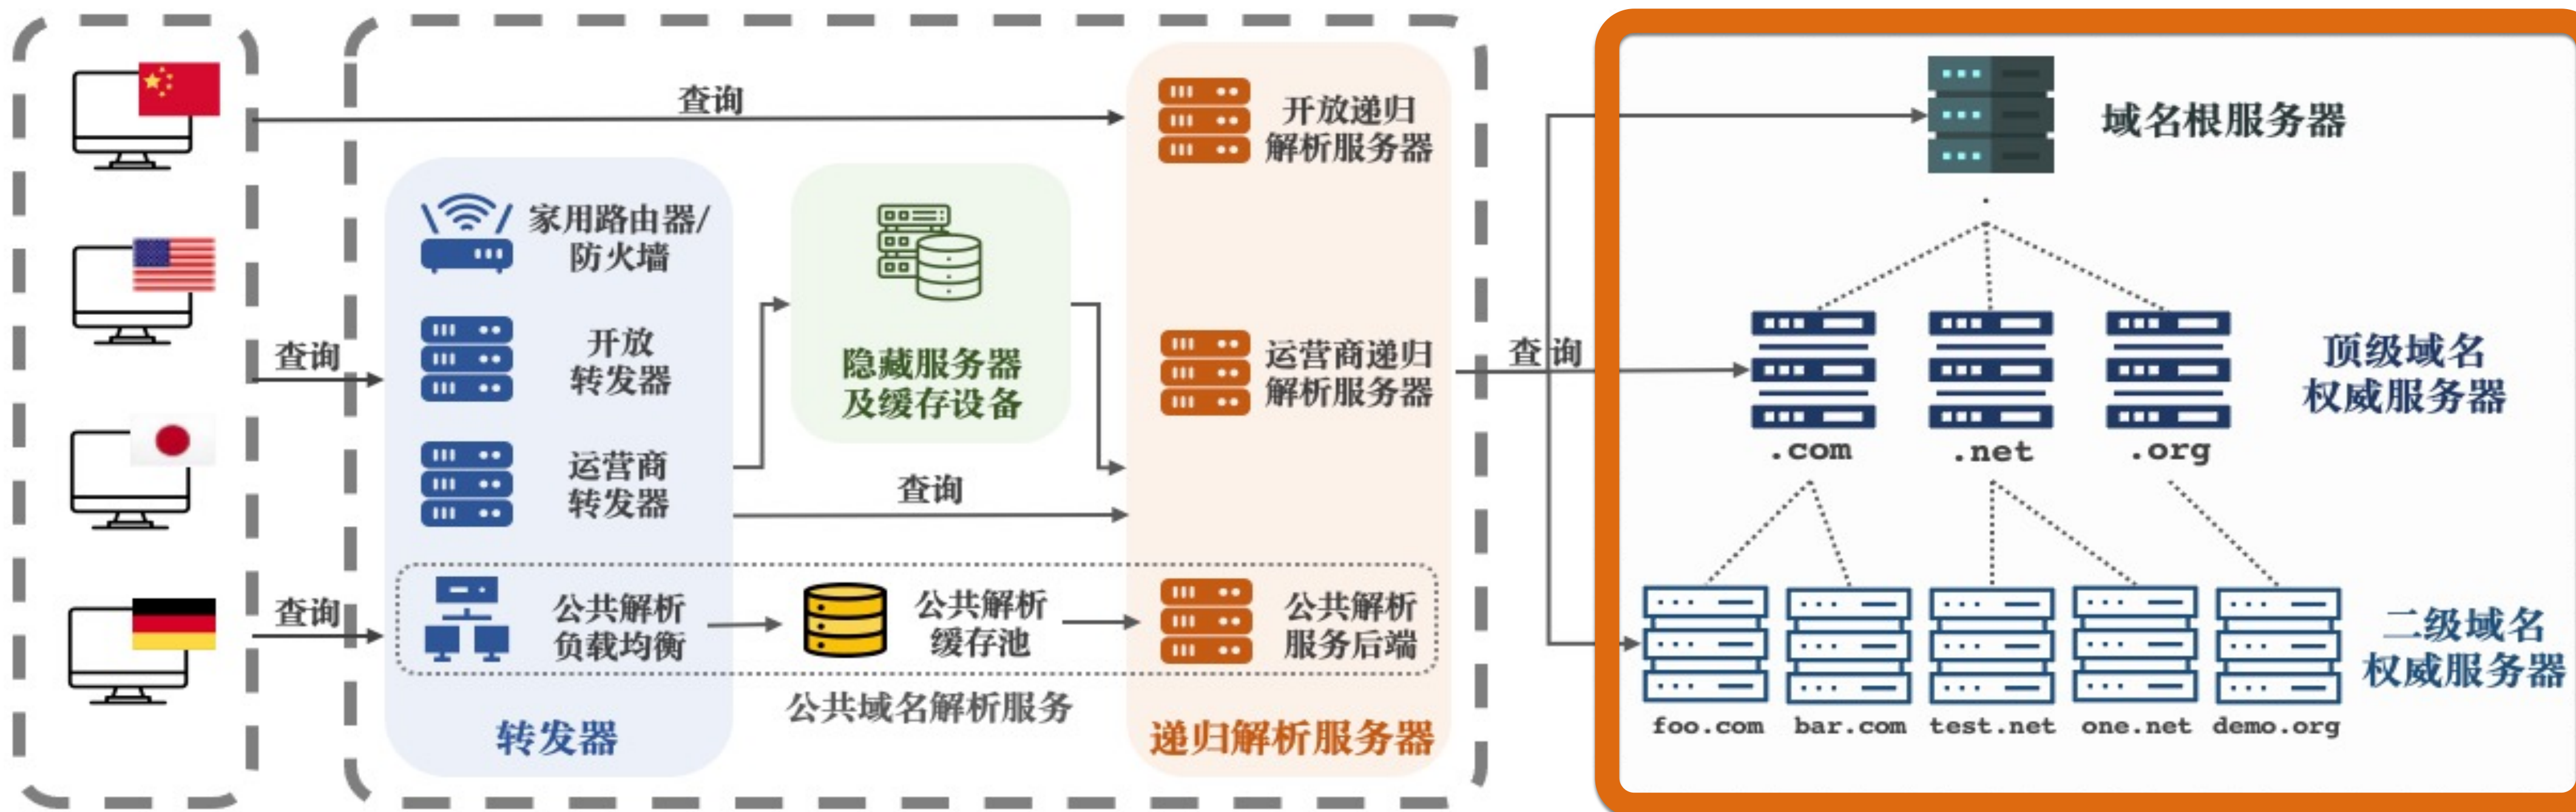 查询
开放递归
解析服务器
家用路由器/
防火墙
开放
转发器
隐藏服务器
及缓存设备
运营商递归
解析服务器
查询
运营商
转发器
查询
查询
公共解析
负载均衡
公共解析
缓存池
公共解析
服务后端
公共域名解析服务
转发器
递归解析服务器
查询
域名根服务器
.
顶级域名
权威服务器
.com
.net
.org
二级域名
权威服务器
foo.com
bar.com
test.net
one.net
demo.org